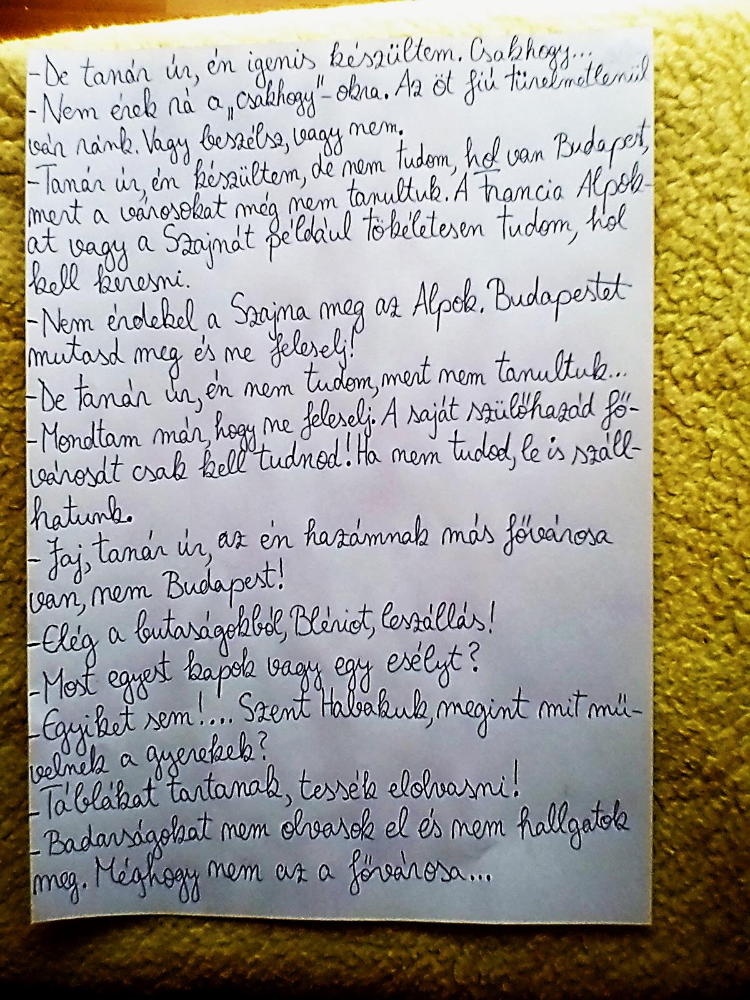 -De tanár úr, én igenis készültem. Csakhogy...
-Nem érek rá a „csakhogy"-okra. Az öt fiú türelmetlenül
vár ránk. Vagy beszélsz, vagy nem.
-Tanár úr, én készültem, de nem tudom, hol van Budapest,
mert a városokat még nem tanultuk. A Francia Alpok-
at vagy a Szajnát például tökéletesen tudom, hol
kell keresni.
-Nem érdekel a Szajna meg az Alpok. Budapestet
mutasd meg és ne feleselj!
-De tanár úr, én nem tudom, mert nem tanultuk...
-Mondtam már, hogy ne feleselj. A saját szülőhazád fő-
városát csak kell tudnod! Ha nem tudod, le is száll-
hatunk.
- Jaj, tanár úr, az én hazámnak más fővárosa
van, nem Budapest!
-Elég a butaságokból, Blériot, leszállás!
-Most egyest kapok vagy egy esélyt?
-Egyiket sem!... Szent Habakuk, megint mit mű-
velnek a gyerekek?
-Táblákat tartanak, tessék elolvasni!
-Badarságokat nem olvasok el és nem hallgatok
meg. Méghogy nem az a fővárosa...